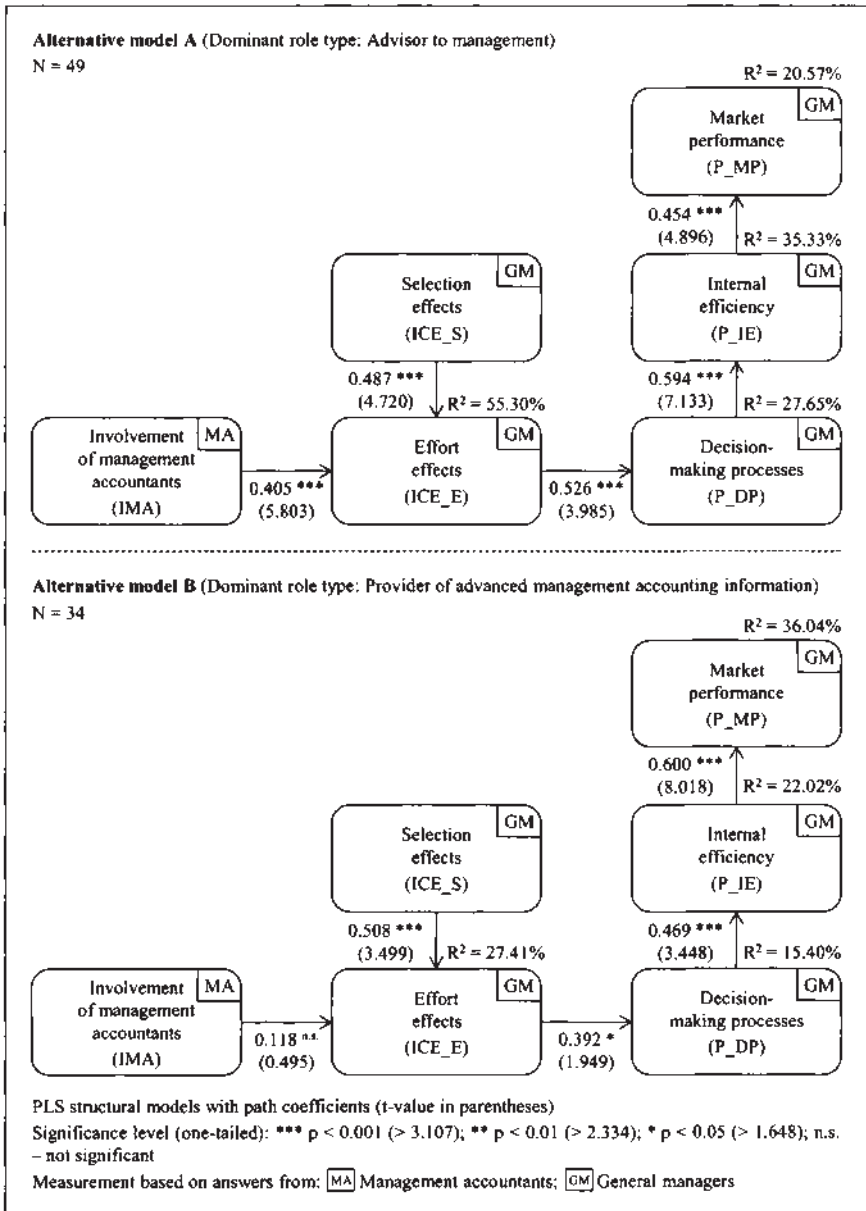 Alternative model A (Dominant role type: Advisor to management)
N = 49
R² = 20.57%
GM
Market
performance
(P_MP)
0.454 ***
(4.896)
R² = 35.33%
GM
Selection
effects
(ICE_S)
GM
Internal
efficiency
(P_IE)
0.487 ***
(4.720)
R² = 55.30%
0.594 ***
(7.133)
R² = 27.65%
MA
Involvement
of management
accountants
(IMA)
0.405 ***
(5.803)
GM
Effort
effects
(ICE_E)
0.526 ***
(3.985)
GM
Decision-
making processes
(P_DP)
Alternative model B (Dominant role type: Provider of advanced management accounting information)
N = 34
R² = 36.04%
GM
Market
performance
(P_MP)
0.600 ***
(8.018)
R² = 22.02%
GM
Selection
effects
(ICE_S)
GM
Internal
efficiency
(P_IE)
0.508 ***
(3.499)
R² = 27.41%
0.469 ***
(3.448)
R² = 15.40%
MA
Involvement
of management
accountants
(IMA)
0.118 n.s.
(0.495)
GM
Effort
effects
(ICE_E)
0.392 *
(1.949)
GM
Decision-
making processes
(P_DP)
PLS structural models with path coefficients (t-value in parentheses)
Significance level (one-tailed): *** p < 0.001 (> 3.107); ** p < 0.01 (> 2.334); * p < 0.05 (> 1.648); n.s.
– not significant
Measurement based on answers from: MA Management accountants; GM General managers